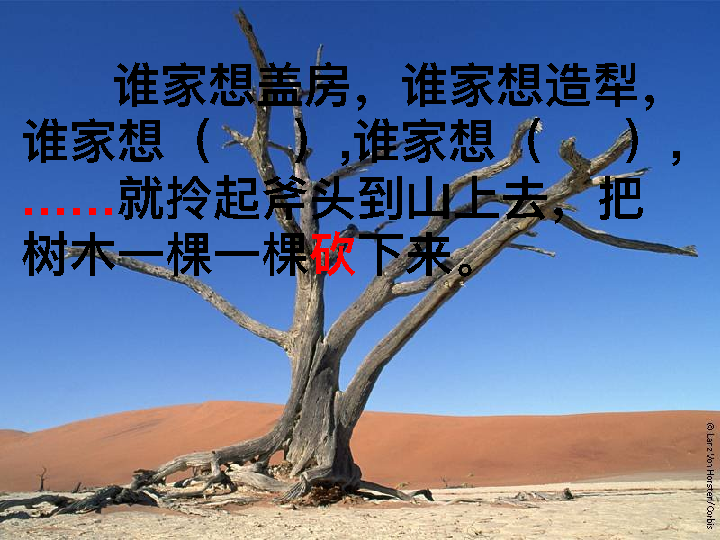 谁家想盖房，谁家想造犁，
谁家想（　　）,谁家想（　　），
……就拎起斧头到山上去，把
树木一棵一棵砍下来。
© Lanz Von Horsten/Corbis